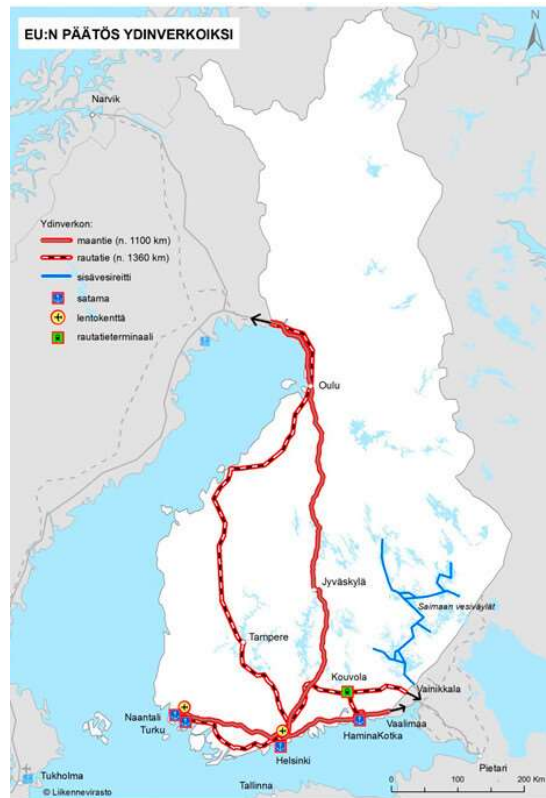 EU:N PÄÄTÖS YDINVERKOIKSI
N
Narvik
Ydinverkon:
maantie (n. 1100 km)
rautatie (n. 1360 km)
sisävesireitti
satama
lentokenttä
rautatieterminaali
Oulu
Jyväskylä
Saimaan vesiväylät
Tampere
Kouvola
Vainikkala
Naantali
Turku
Vaalimaa
HaminaKotka
Helsinki
Pietari
Tukholma
Tallinna
0 100 200 Km
© Liikennevirasto